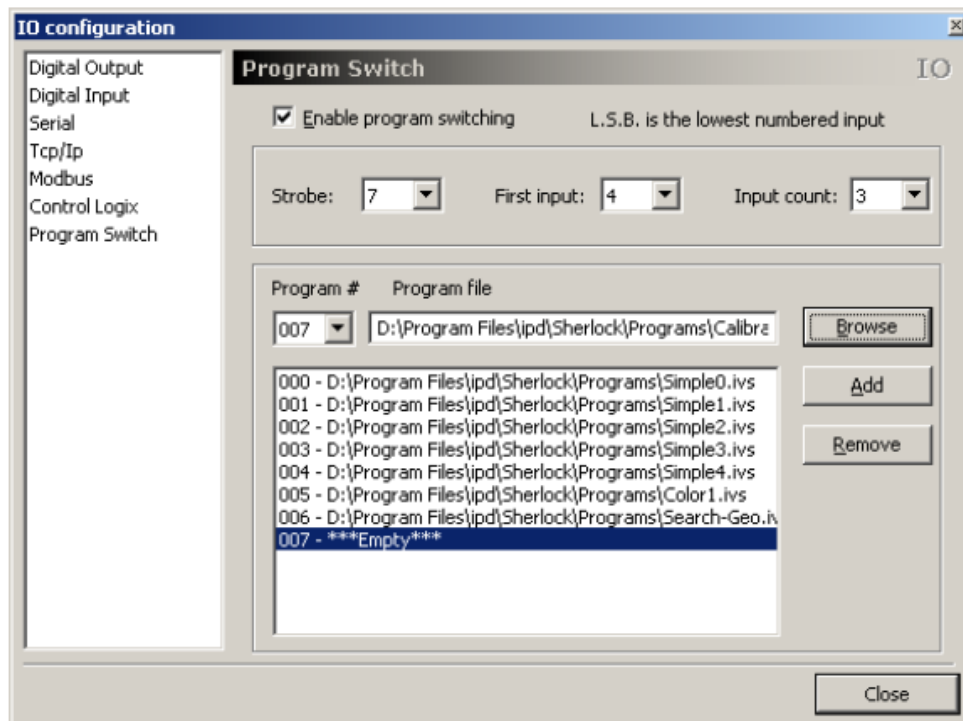 IO configuration
Digital Output
Digital Input
Serial
Tcp/Ip
Modbus
Control Logix
Program Switch
Program Switch
IO
Enable program switching
L.S.B. is the lowest numbered input
Strobe: 7
First input: 4
Input count: 3
Program # Program file
007 D:\Program Files\ipd\Sherlock\Programs\Calibra
Browse
Add
Remove
000 - D:\Program Files\ipd\Sherlock\Programs\Simple0.ivs
001 - D:\Program Files\ipd\Sherlock\Programs\Simple1.ivs
002 - D:\Program Files\ipd\Sherlock\Programs\Simple2.ivs
003 - D:\Program Files\ipd\Sherlock\Programs\Simple3.ivs
004 - D:\Program Files\ipd\Sherlock\Programs\Simple4.ivs
005 - D:\Program Files\ipd\Sherlock\Programs\Color1.ivs
006 - D:\Program Files\ipd\Sherlock\Programs\Search-Geo.iv
007 - ***Empty***
Close